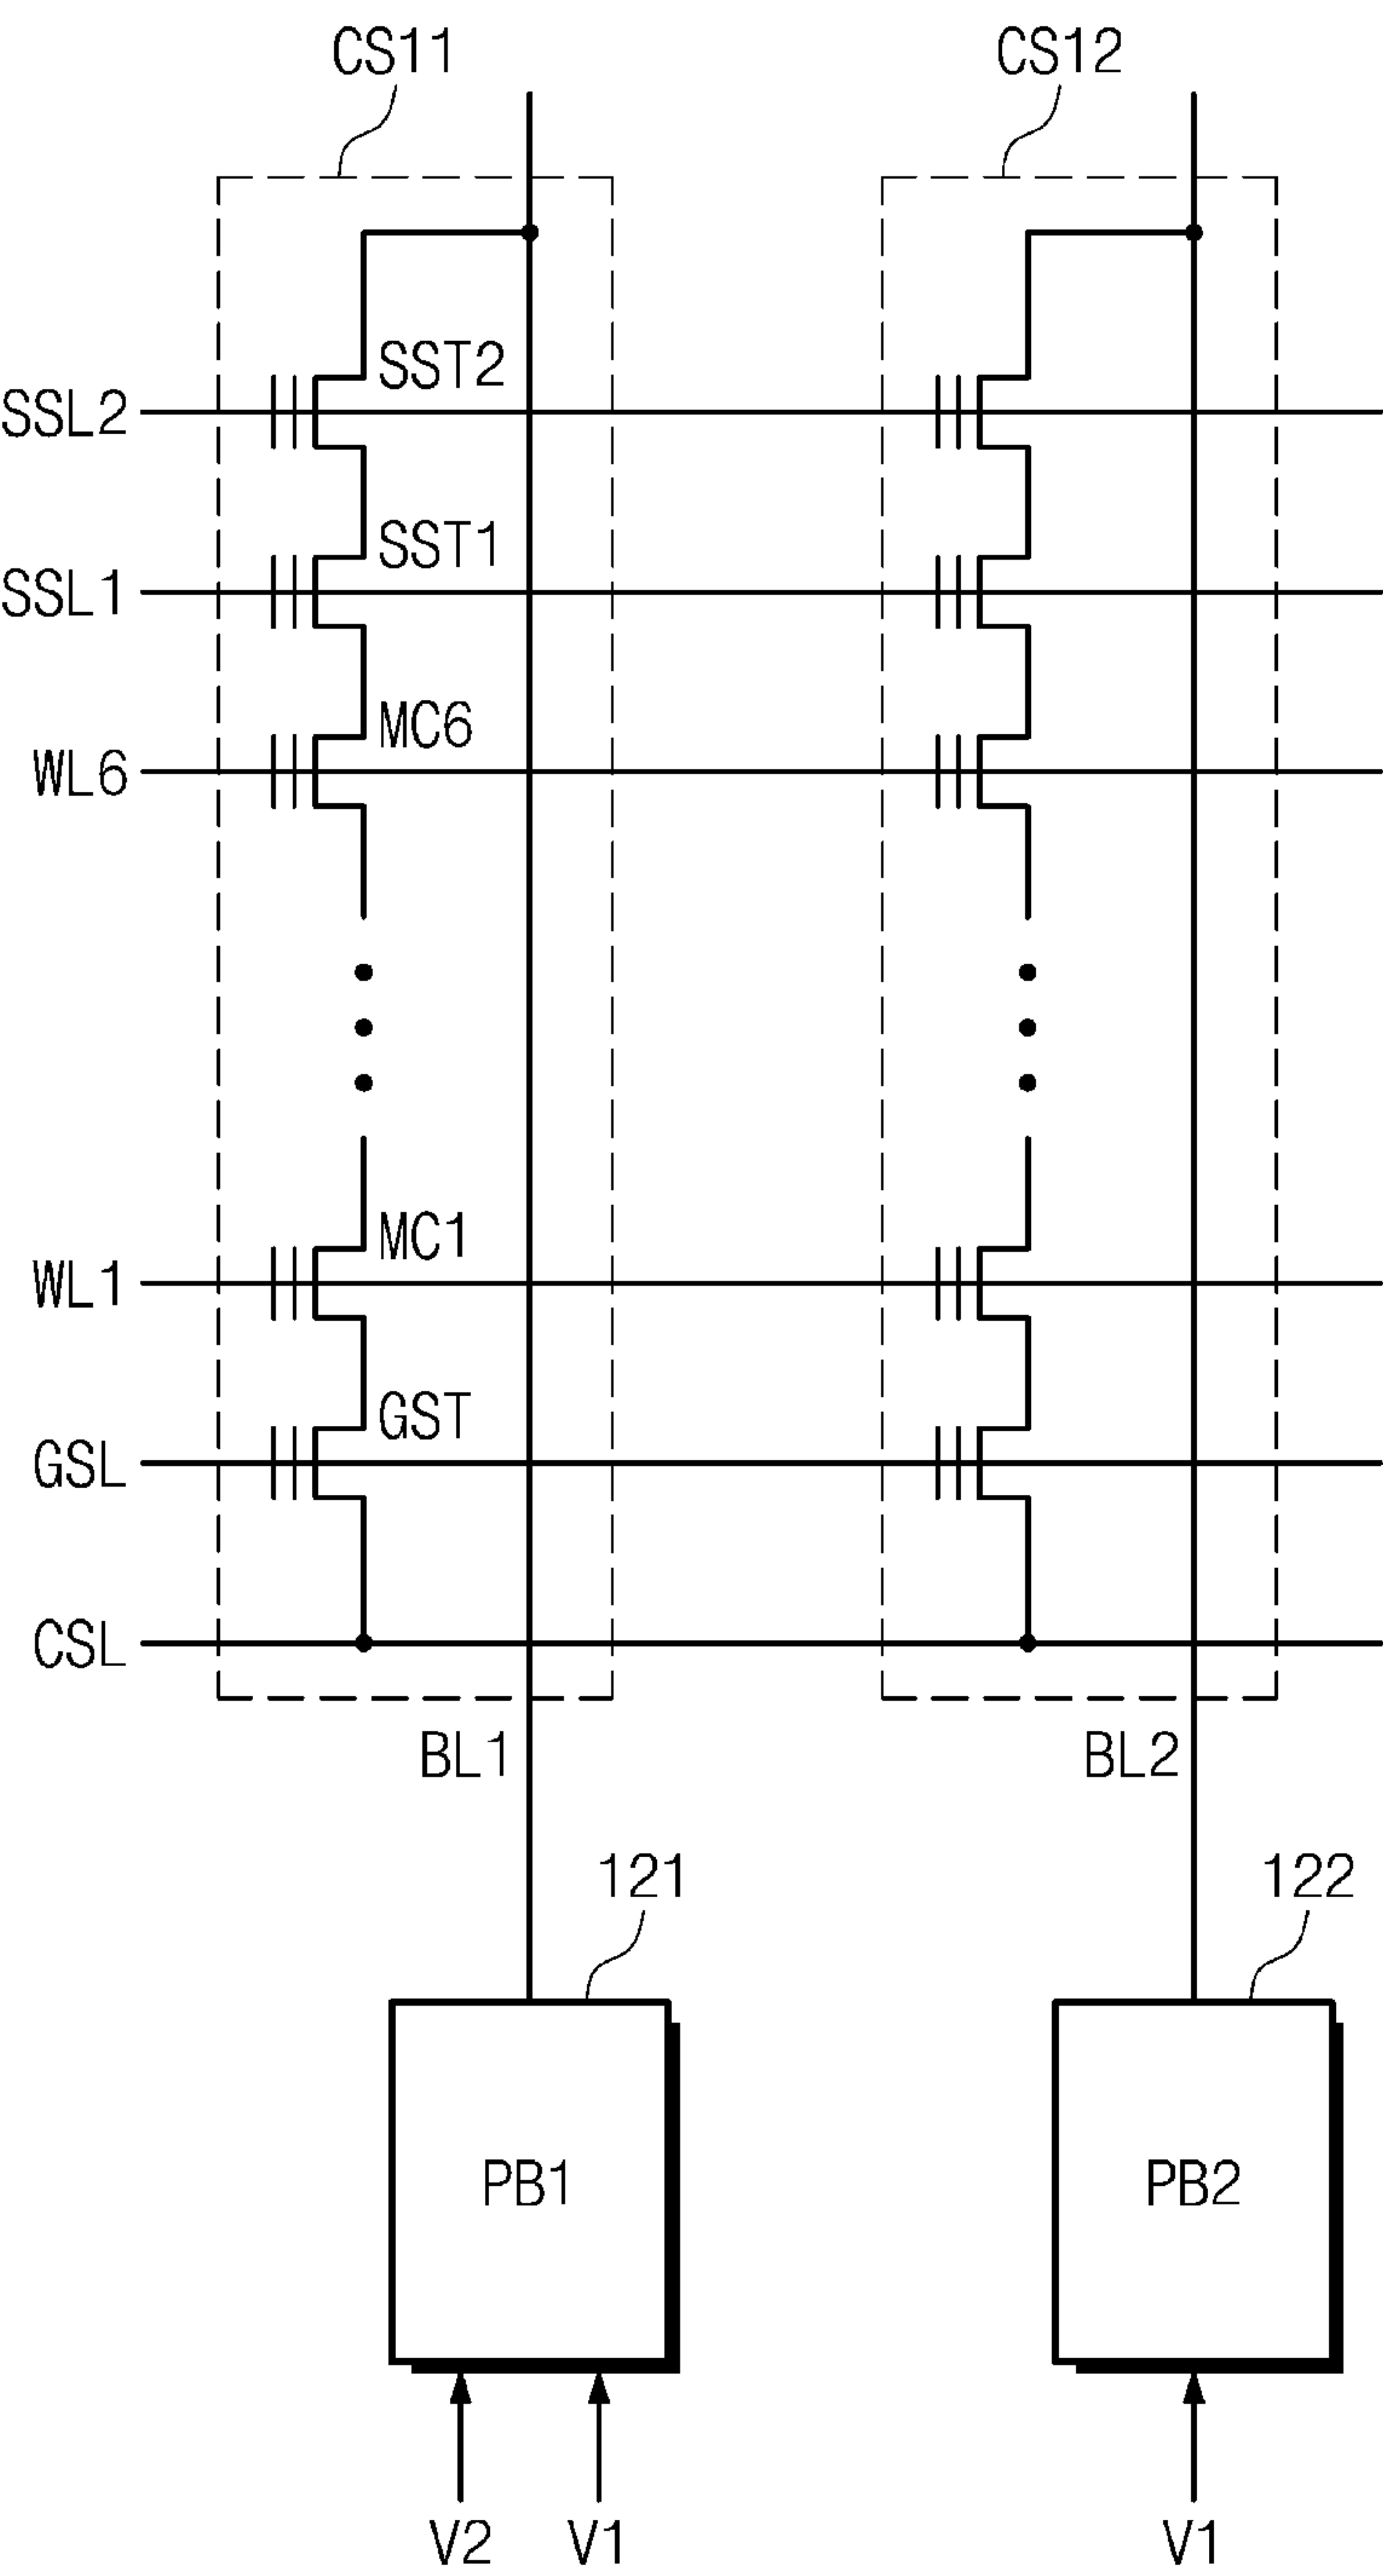 CS11 CS12
SST2
SSL2
SST1
SSL1
MC6
WL6
MC1
WL1
GST
GSL
CSL
BL1 BL2
121 122
PB1 PB2
V2 V1 V1